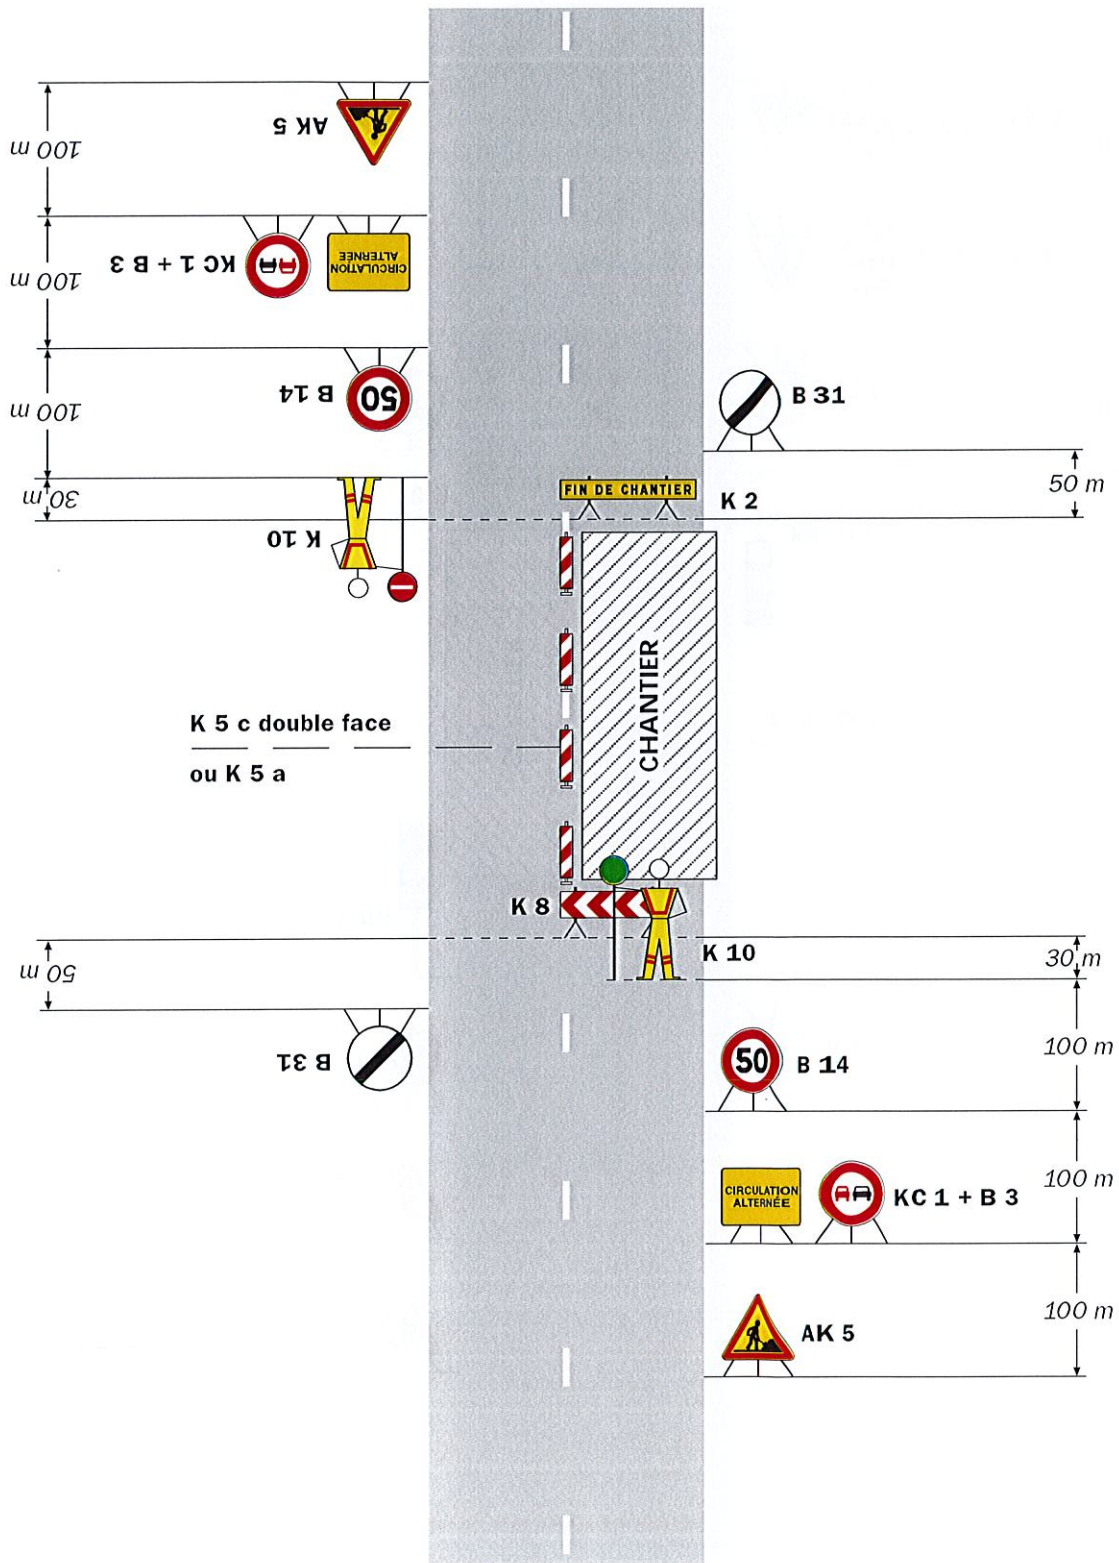 AK 5
100 m
KC 1 + B 3
CIRCULATION
ALTERNÉE
100 m
B 14
50
100 m
B 31
50 m
30 m
FIN DE CHANTIER
K 2
K 10
CHANTIER
K 5 c double face
ou K 5 a
K 8
K 10
30 m
50 m
B 31
50
B 14
100 m
CIRCULATION
ALTERNÉE
KC 1 + B 3
100 m
AK 5
100 m